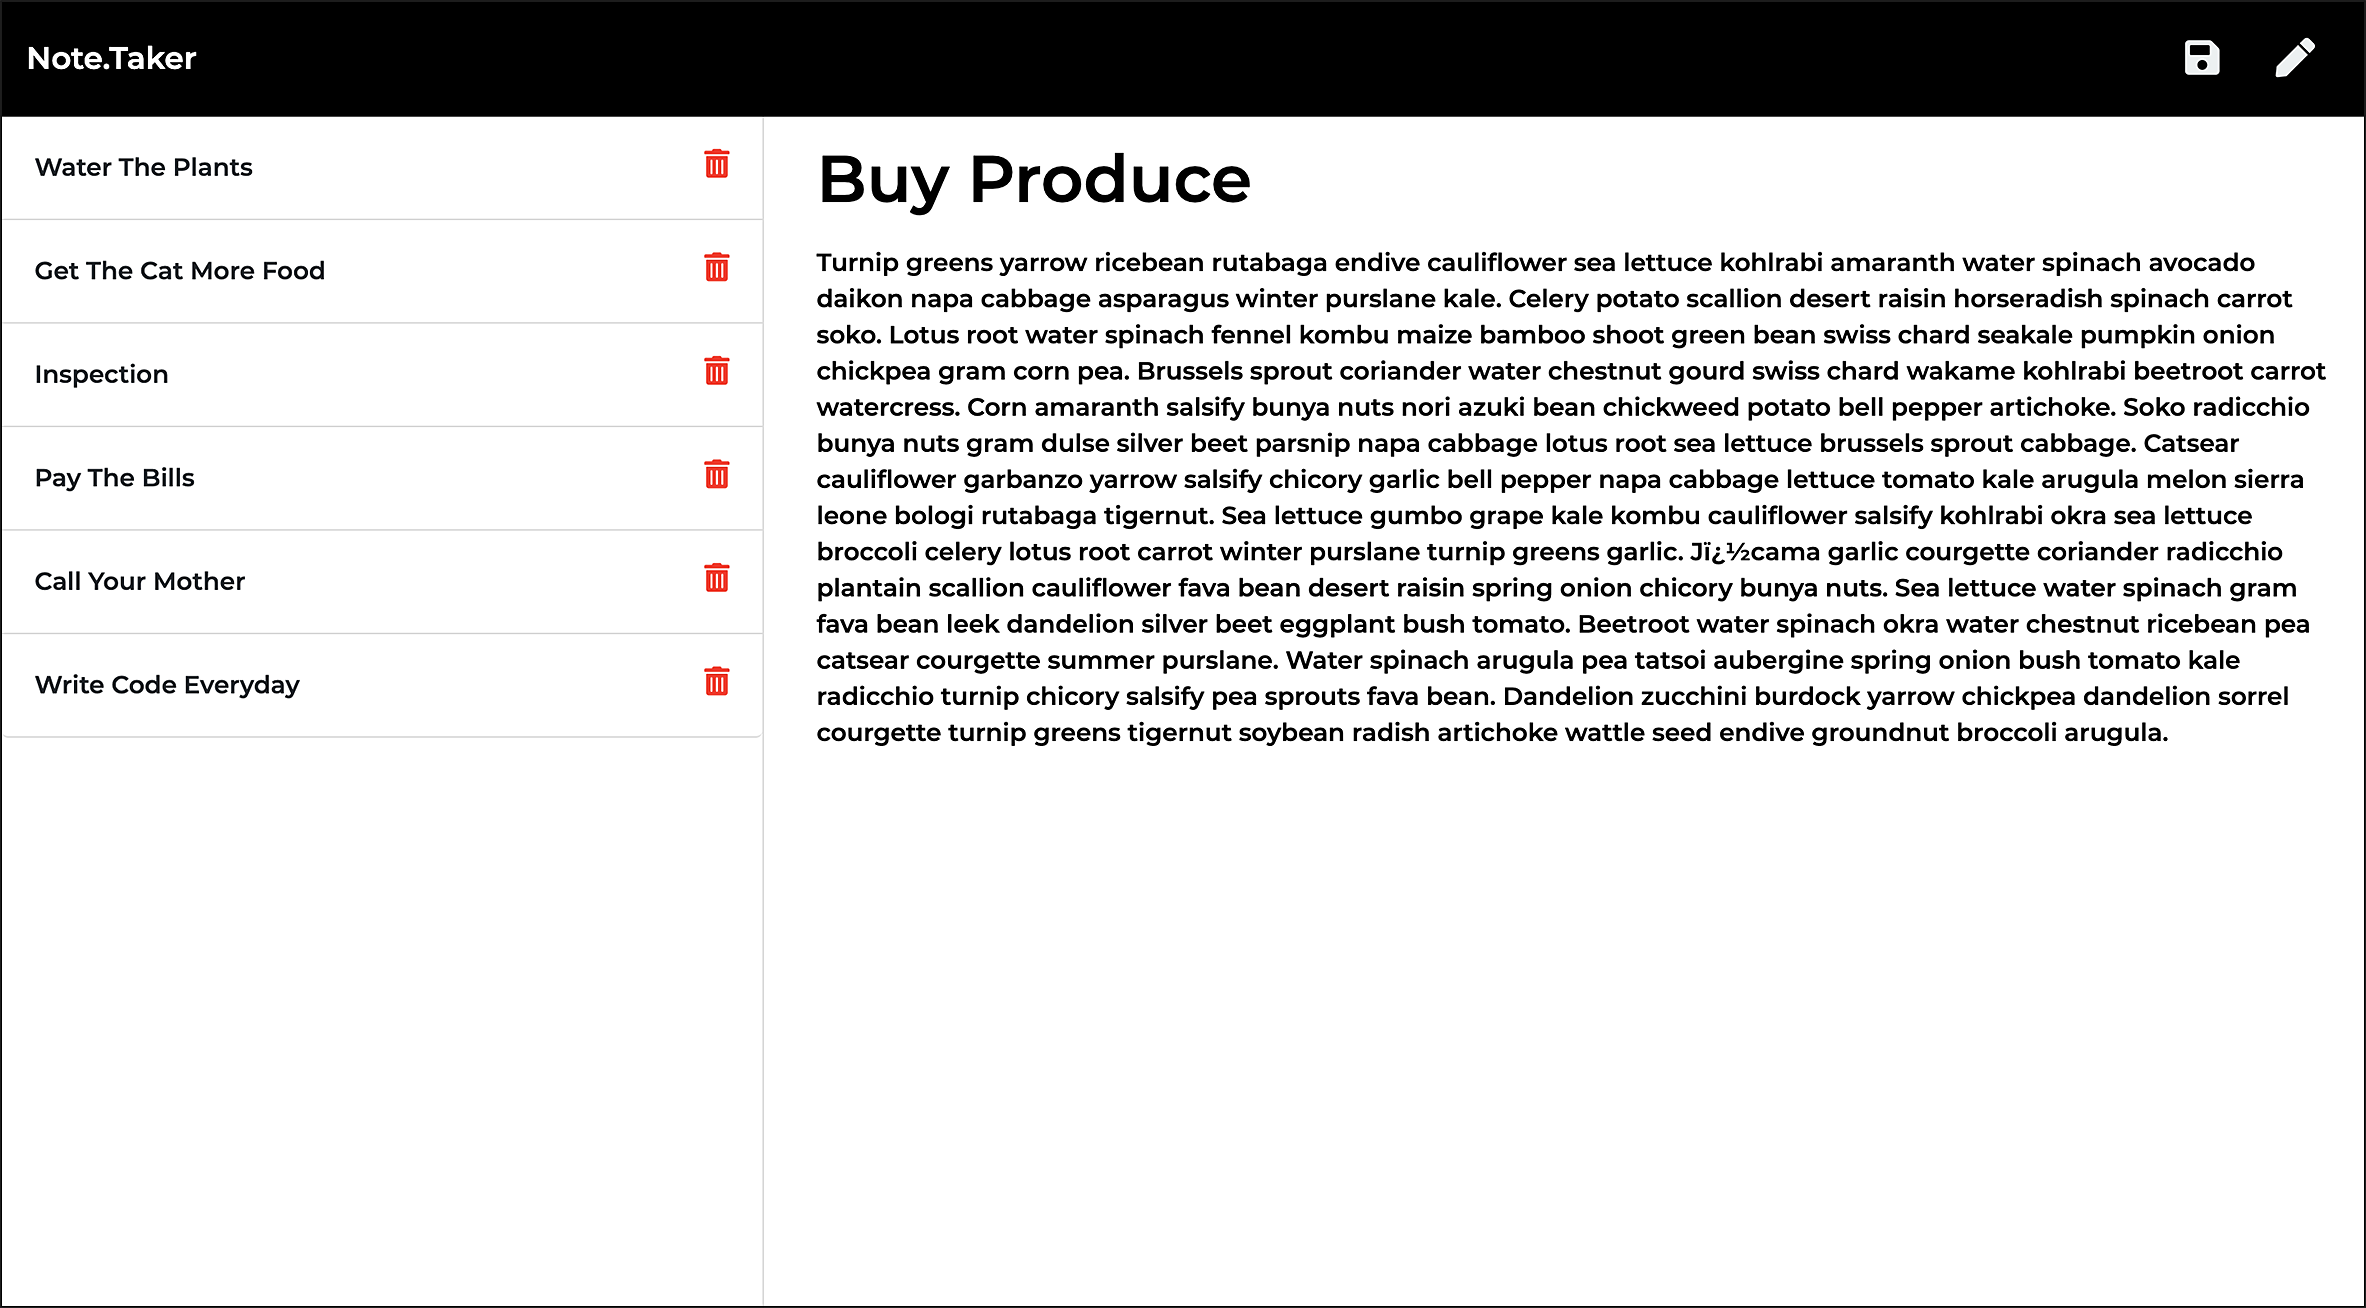 Note.Taker
Water The Plants
Get The Cat More Food
Inspection
Pay The Bills
Call Your Mother
Write Code Everyday
Buy Produce
Turnip greens yarrow ricebean rutabaga endive cauliflower sea lettuce kohlrabi amaranth water spinach avocado
daikon napa cabbage asparagus winter purslane kale. Celery potato scallion desert raisin horseradish spinach carrot
soko. Lotus root water spinach fennel kombu maize bamboo shoot green bean swiss chard seakale pumpkin onion
chickpea gram corn pea. Brussels sprout coriander water chestnut gourd swiss chard wakame kohlrabi beetroot carrot
watercress. Corn amaranth salsify bunya nuts nori azuki bean chickweed potato bell pepper artichoke. Soko radicchio
bunya nuts gram dulse silver beet parsnip napa cabbage lotus root sea lettuce brussels sprout cabbage. Catsear
cauliflower garbanzo yarrow salsify chicory garlic bell pepper napa cabbage lettuce tomato kale arugula melon sierra
leone bologi rutabaga tigernut. Sea lettuce gumbo grape kale kombu cauliflower salsify kohlrabi okra sea lettuce
broccoli celery lotus root carrot winter purslane turnip greens garlic. Jï¿½cama garlic courgette coriander radicchio
plantain scallion cauliflower fava bean desert raisin spring onion chicory bunya nuts. Sea lettuce water spinach gram
fava bean leek dandelion silver beet eggplant bush tomato. Beetroot water spinach okra water chestnut ricebean pea
catsear courgette summer purslane. Water spinach arugula pea tatsoi aubergine spring onion bush tomato kale
radicchio turnip chicory salsify pea sprouts fava bean. Dandelion zucchini burdock yarrow chickpea dandelion sorrel
courgette turnip greens tigernut soybean radish artichoke wattle seed endive groundnut broccoli arugula.